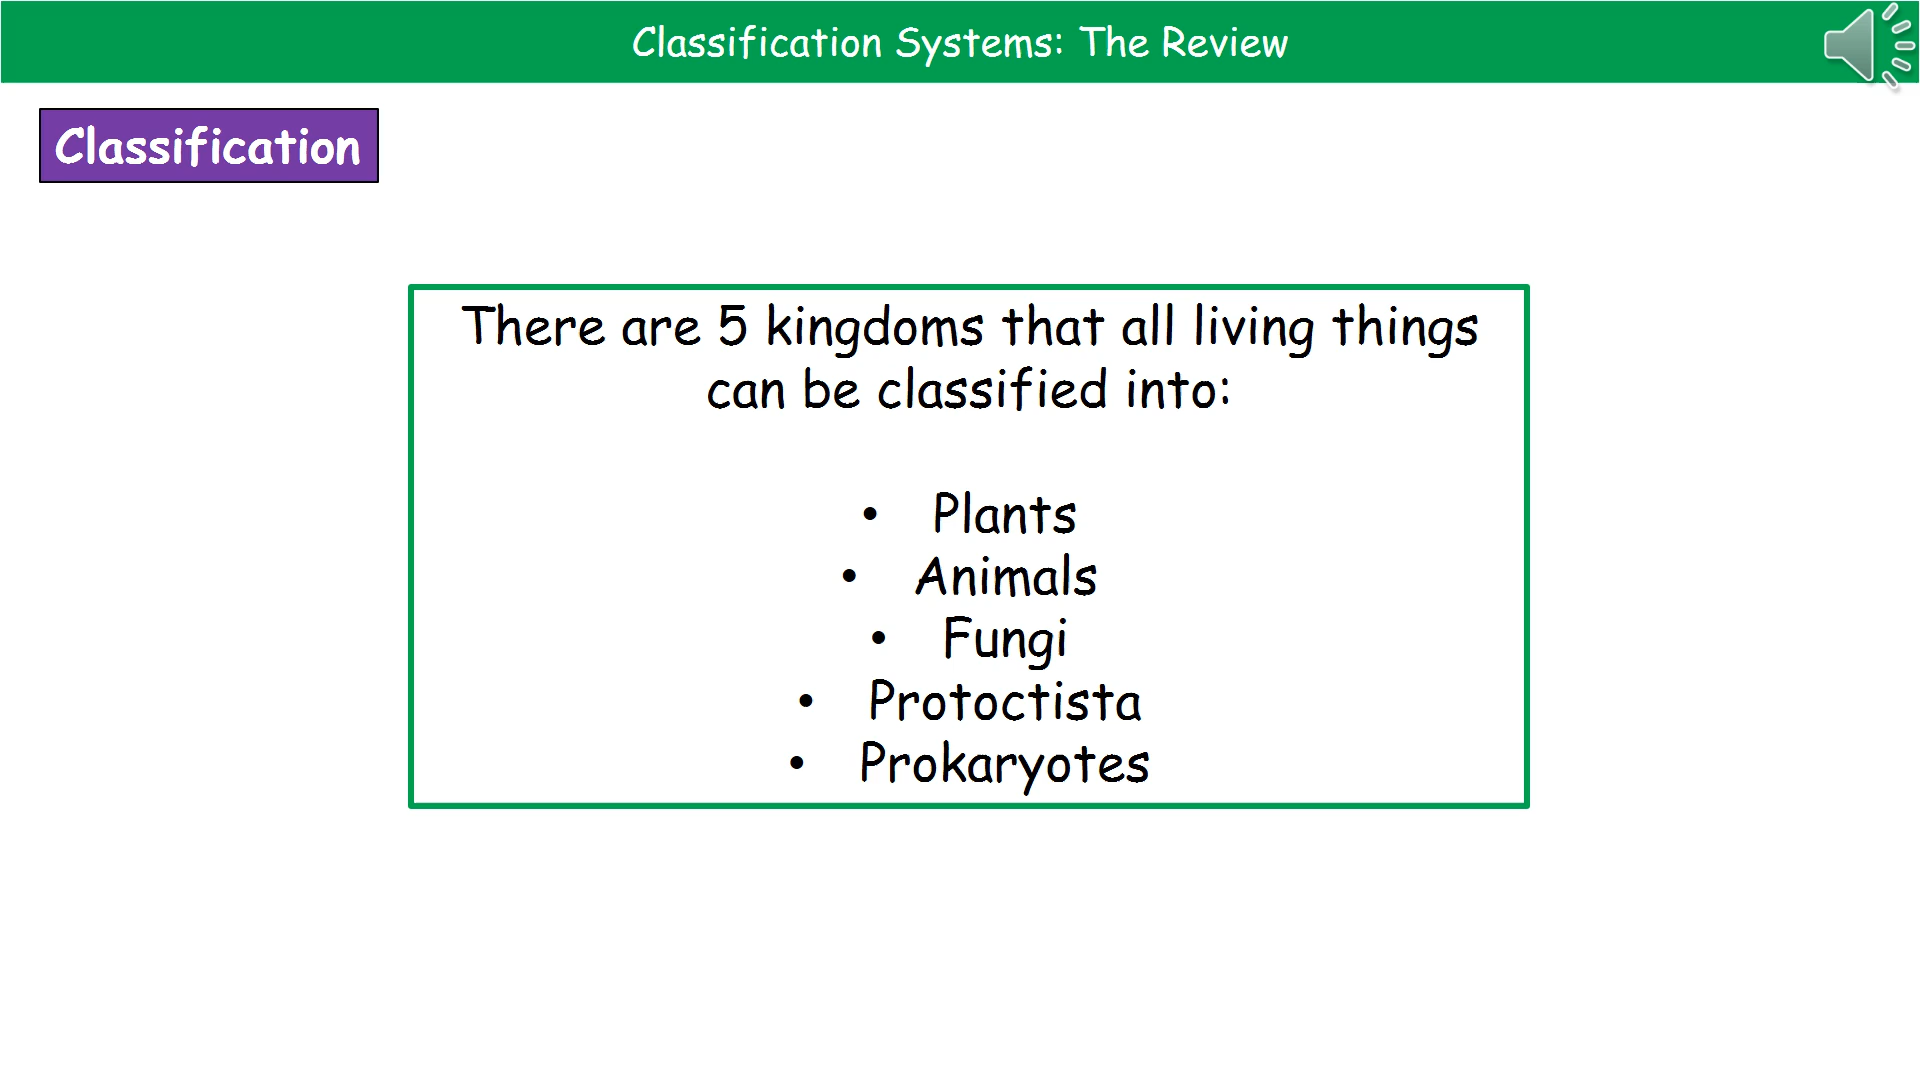 Classification Systems: The Review
Classification
There are 5 kingdoms that all living things
can be classified into:
• Plants
• Animals
• Fungi
• Protoctista
• Prokaryotes